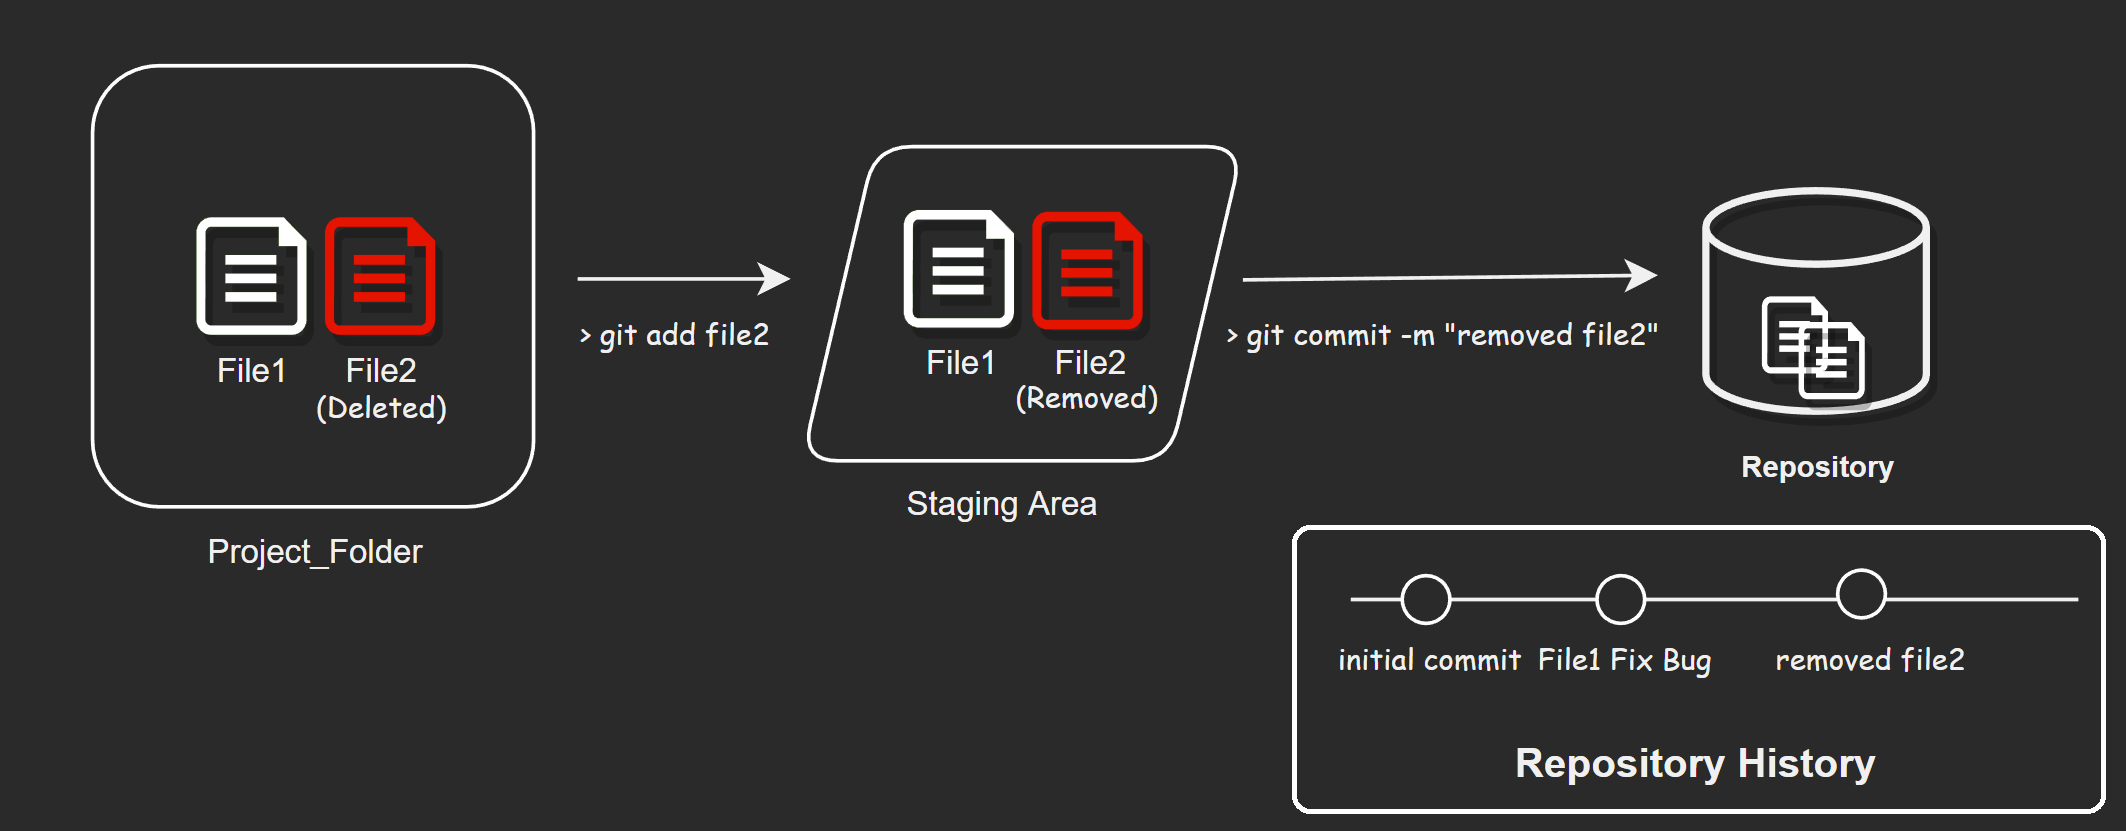 File1
File2
(Deleted)
Project_Folder
> git add file2
File1
File2
(Removed)
Staging Area
> git commit -m "removed file2"
Repository
initial commit
File1 Fix Bug
removed file2
Repository History